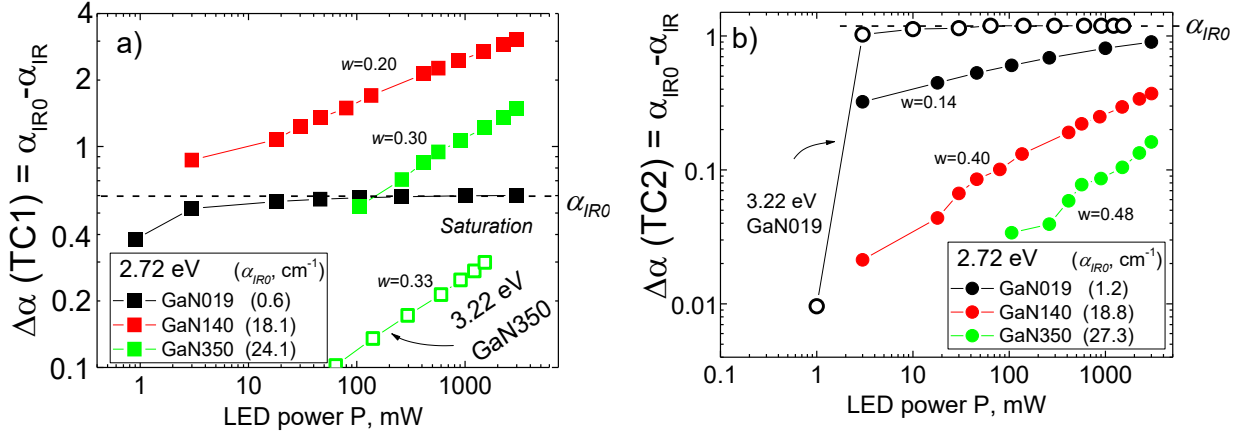 a)
Δα (TC1) = α_IR0-α_IR
4
2
1
0.4
0.2
0.1
w=0.20
w=0.30
α_IR0
Saturation
w=0.33
3.22 eV
GaN350
2.72 eV (α_IR0, cm⁻¹)
GaN019 (0.6)
GaN140 (18.1)
GaN350 (24.1)
1 10 100 1000
LED power P, mW
b)
Δα (TC2) = α_IR0-α_IR
1
0.1
0.01
α_IR0
w=0.14
w=0.40
w=0.48
3.22 eV
GaN019
2.72 eV (α_IR0, cm⁻¹)
GaN019 (1.2)
GaN140 (18.8)
GaN350 (27.3)
0.1 1 10 100 1000
LED power P, mW